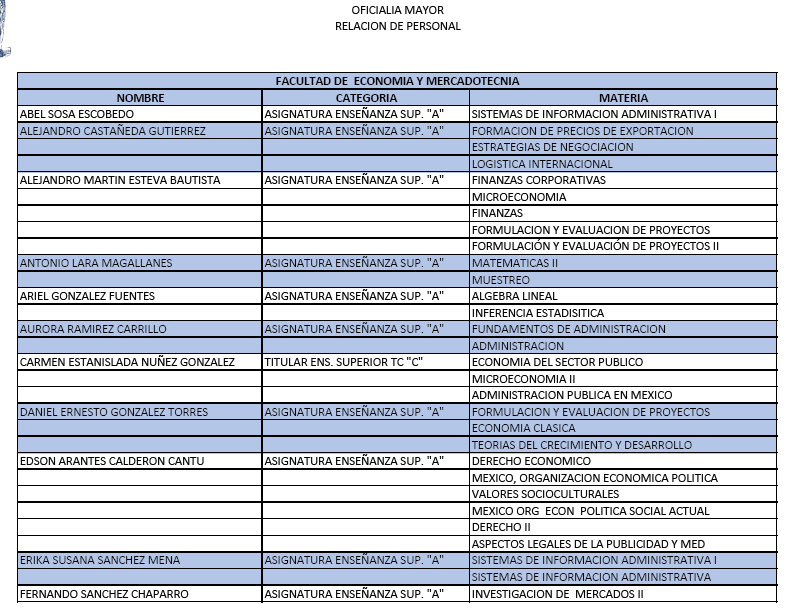 OFICIALIA MAYOR
RELACION DE PERSONAL
FACULTAD DE ECONOMIA Y MERCADOTECNIA
NOMBRE CATEGORIA MATERIA
ABEL SOSA ESCOBEDO ASIGNATURA ENSEÑANZA SUP. "A" SISTEMAS DE INFORMACION ADMINISTRATIVA I
ALEJANDRO CASTAÑEDA GUTIERREZ ASIGNATURA ENSEÑANZA SUP. "A" FORMACION DE PRECIOS DE EXPORTACION
ESTRATEGIAS DE NEGOCIACION
LOGISTICA INTERNACIONAL
ALEJANDRO MARTIN ESTEVA BAUTISTA ASIGNATURA ENSEÑANZA SUP. "A" FINANZAS CORPORATIVAS
MICROECONOMIA
FINANZAS
FORMULACION Y EVALUACION DE PROYECTOS
FORMULACIÓN Y EVALUACIÓN DE PROYECTOS II
ANTONIO LARA MAGALLANES ASIGNATURA ENSEÑANZA SUP. "A" MATEMATICAS II
MUESTREO
ARIEL GONZALEZ FUENTES ASIGNATURA ENSEÑANZA SUP. "A" ALGEBRA LINEAL
INFERENCIA ESTADISITICA
AURORA RAMIREZ CARRILLO ASIGNATURA ENSEÑANZA SUP. "A" FUNDAMENTOS DE ADMINISTRACION
ADMINISTRACION
CARMEN ESTANISLADA NUÑEZ GONZALEZ TITULAR ENS. SUPERIOR TC "C" ECONOMIA DEL SECTOR PUBLICO
MICROECONOMIA II
ADMINISTRACION PUBLICA EN MEXICO
DANIEL ERNESTO GONZALEZ TORRES ASIGNATURA ENSEÑANZA SUP. "A" FORMULACION Y EVALUACION DE PROYECTOS
ECONOMIA CLASICA
TEORIAS DEL CRECIMIENTO Y DESARROLLO
EDSON ARANTES CALDERON CANTU ASIGNATURA ENSEÑANZA SUP. "A" DERECHO ECONOMICO
MEXICO, ORGANIZACION ECONOMICA POLITICA
VALORES SOCIOCULTURALES
MEXICO ORG ECON POLITICA SOCIAL ACTUAL
DERECHO II
ASPECTOS LEGALES DE LA PUBLICIDAD Y MED
ERIKA SUSANA SANCHEZ MENA ASIGNATURA ENSEÑANZA SUP. "A" SISTEMAS DE INFORMACION ADMINISTRATIVA I
SISTEMAS DE INFORMACION ADMINISTRATIVA
FERNANDO SANCHEZ CHAPARRO ASIGNATURA ENSEÑANZA SUP. "A" INVESTIGACION DE MERCADOS II